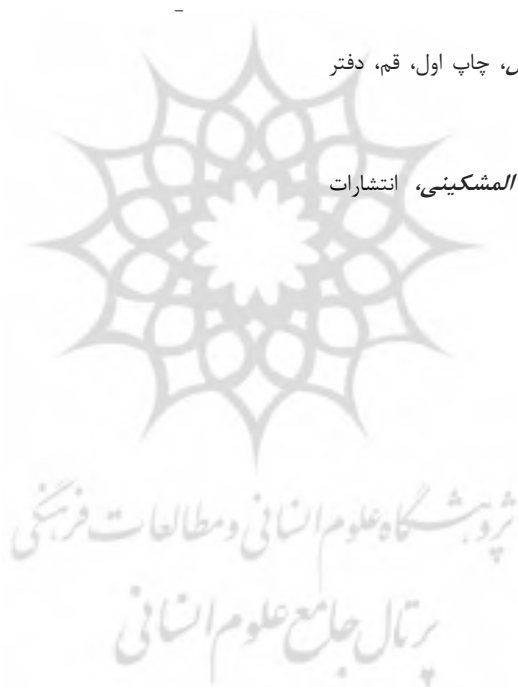 ، چاپ اول، قم، دفتر
المشکینی، انتشارات
پژوهشگاه علوم انسانی و مطالعات فرهنگی
پرتال جامع علوم انسانی